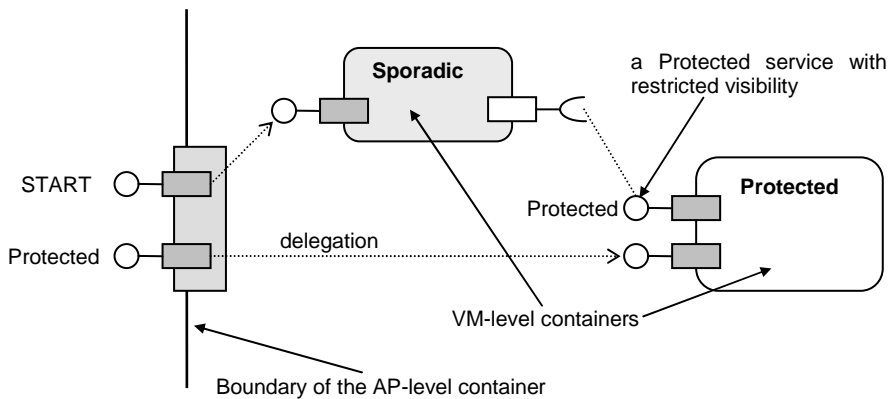 Sporadic
a Protected service with
restricted visibility
START
Protected
Protected
Protected
delegation
VM-level containers
Boundary of the AP-level container